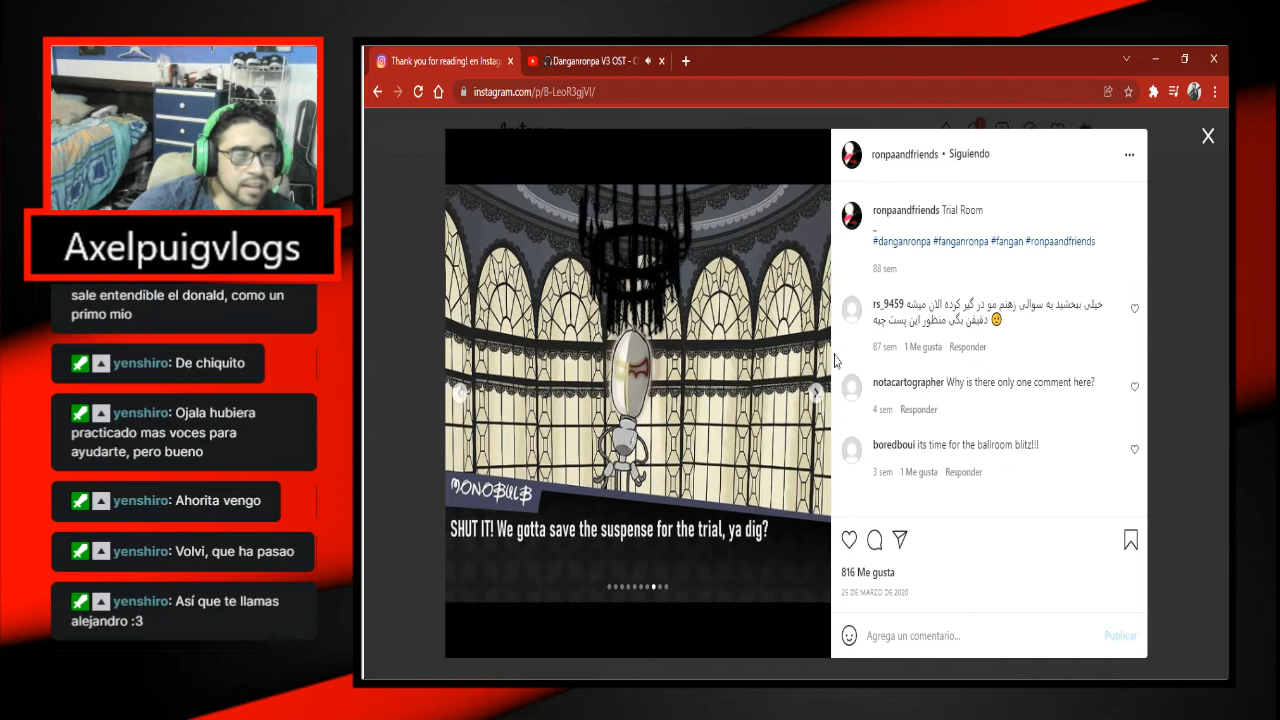 Axelpuigvlogs
sale entendible el donald, como un
primo mio
yenshiro: De chiquito
yenshiro: Ojala hubiera
practicado mas voces para
ayudarte, pero bueno
yenshiro: Ahorita vengo
yenshiro: Volvi, que ha pasao
yenshiro: Así que te llamas
alejandro :3
Thank you for reading! en Instag
Danganronpa V3 OST - C
instagram.com/p/B-LeoR3gjVI/
MONOBULB
SHUT IT! We gotta save the suspense for the trial, ya dig?
ronpaandfriends • Siguiendo
ronpaandfriends Trial Room
_
#danganronpa #fanganronpa #fangan #ronpaandfriends
88 sem
rs_9459 خیلی ببخشید یه سوالی زهنم مو در گیر کرده الان میشه
دقیقن بگی منظور این پست چیه
87 sem 1 Me gusta Responder
notacartographer Why is there only one comment here?
4 sem Responder
boredboui its time for the ballroom blitz!!!
3 sem 1 Me gusta Responder
816 Me gusta
25 DE MARZO DE 2020
Agrega un comentario...
Publicar